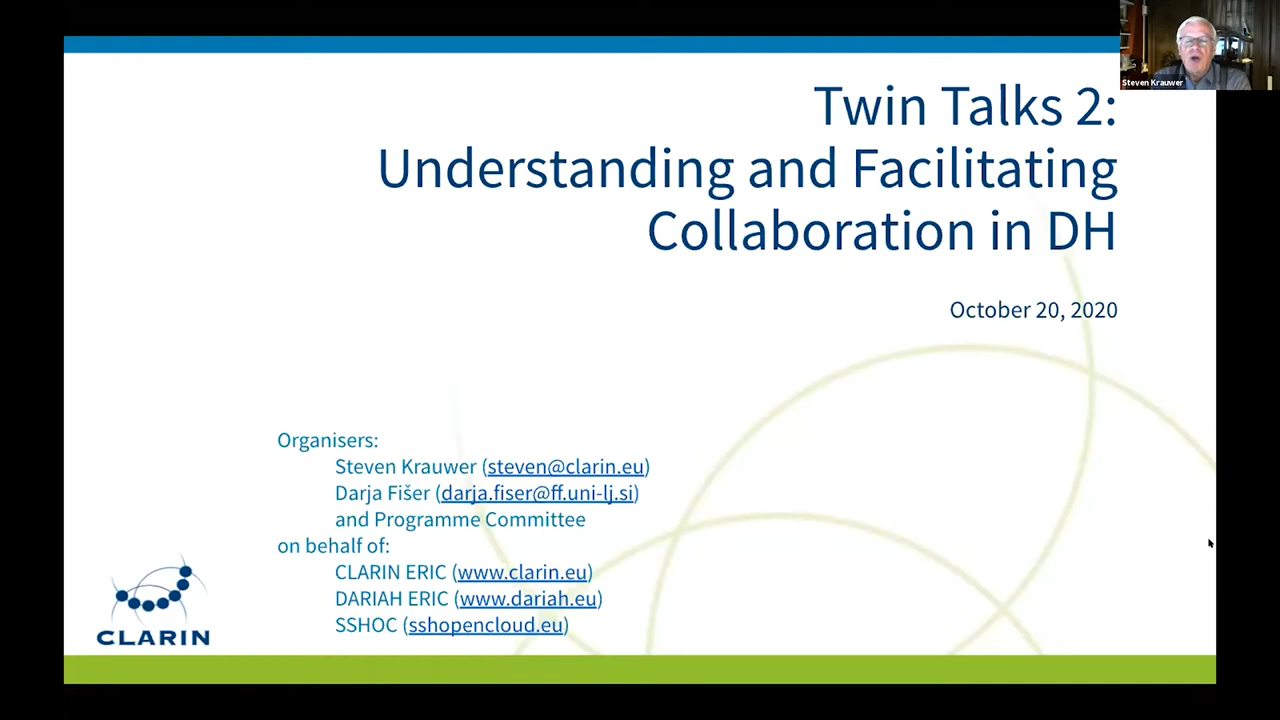 Steven Krauwer
Twin Talks 2:
Understanding and Facilitating
Collaboration in DH
October 20, 2020
Organisers:
Steven Krauwer (steven@clarin.eu)
Darja Fišer (darja.fiser@ff.uni-lj.si)
and Programme Committee
on behalf of:
CLARIN ERIC (www.clarin.eu)
DARIAH ERIC (www.dariah.eu)
SSHOC (sshopencloud.eu)
CLARIN